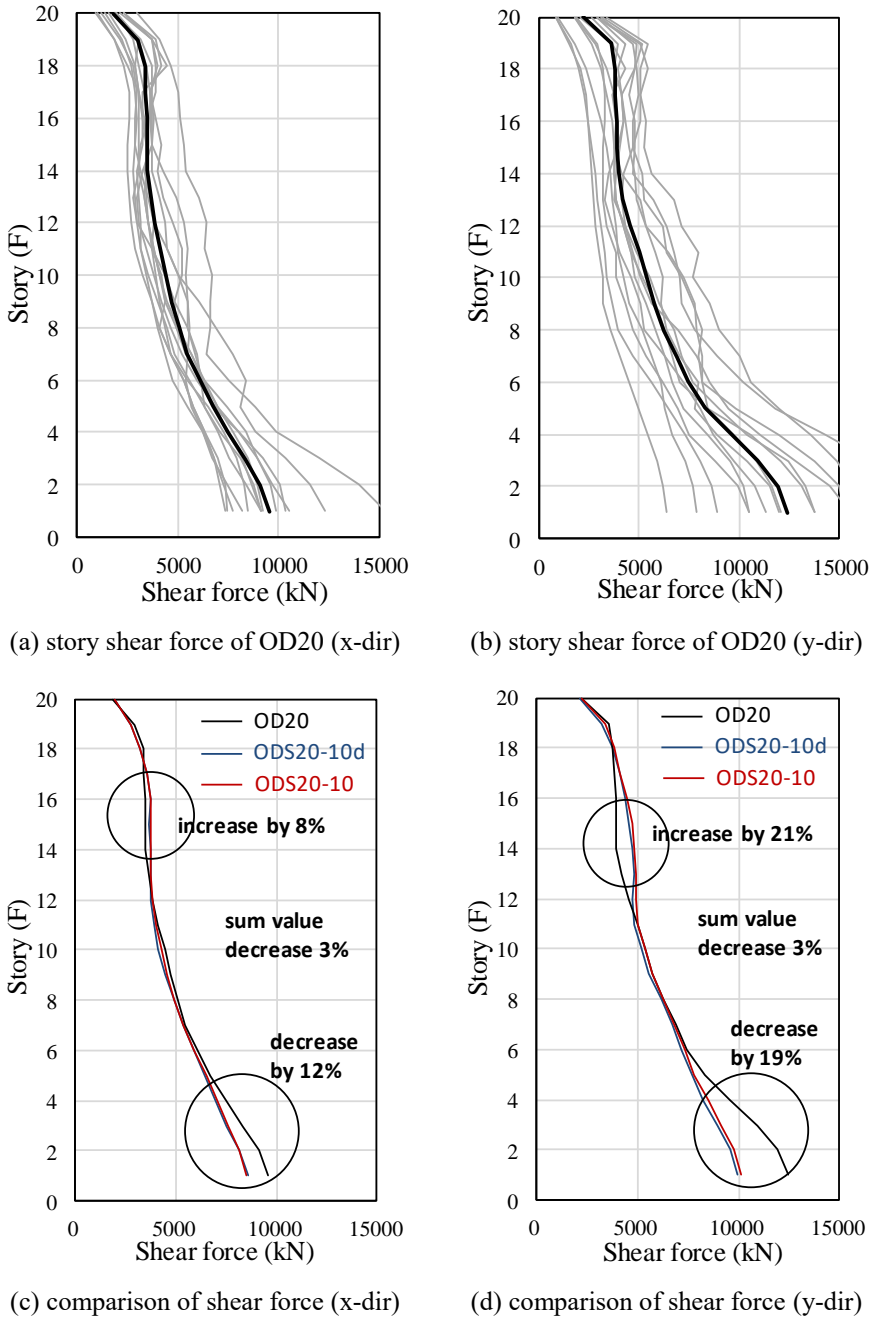 20
18
16
14
12
10
8
6
4
2
0
Story (F)
0 5000 10000 15000
Shear force (kN)
20
18
16
14
12
10
8
6
4
2
0
Story (F)
0 5000 10000 15000
Shear force (kN)
(a) story shear force of OD20 (x-dir)
(b) story shear force of OD20 (y-dir)
20
18
16
14
12
10
8
6
4
2
0
Story (F)
OD20
ODS20-10d
ODS20-10
increase by 8%
sum value
decrease 3%
decrease
by 12%
0 5000 10000 15000
Shear force (kN)
20
18
16
14
12
10
8
6
4
2
0
Story (F)
OD20
ODS20-10d
ODS20-10
increase by 21%
sum value
decrease 3%
decrease
by 19%
0 5000 10000 15000
Shear force (kN)
(c) comparison of shear force (x-dir)
(d) comparison of shear force (y-dir)